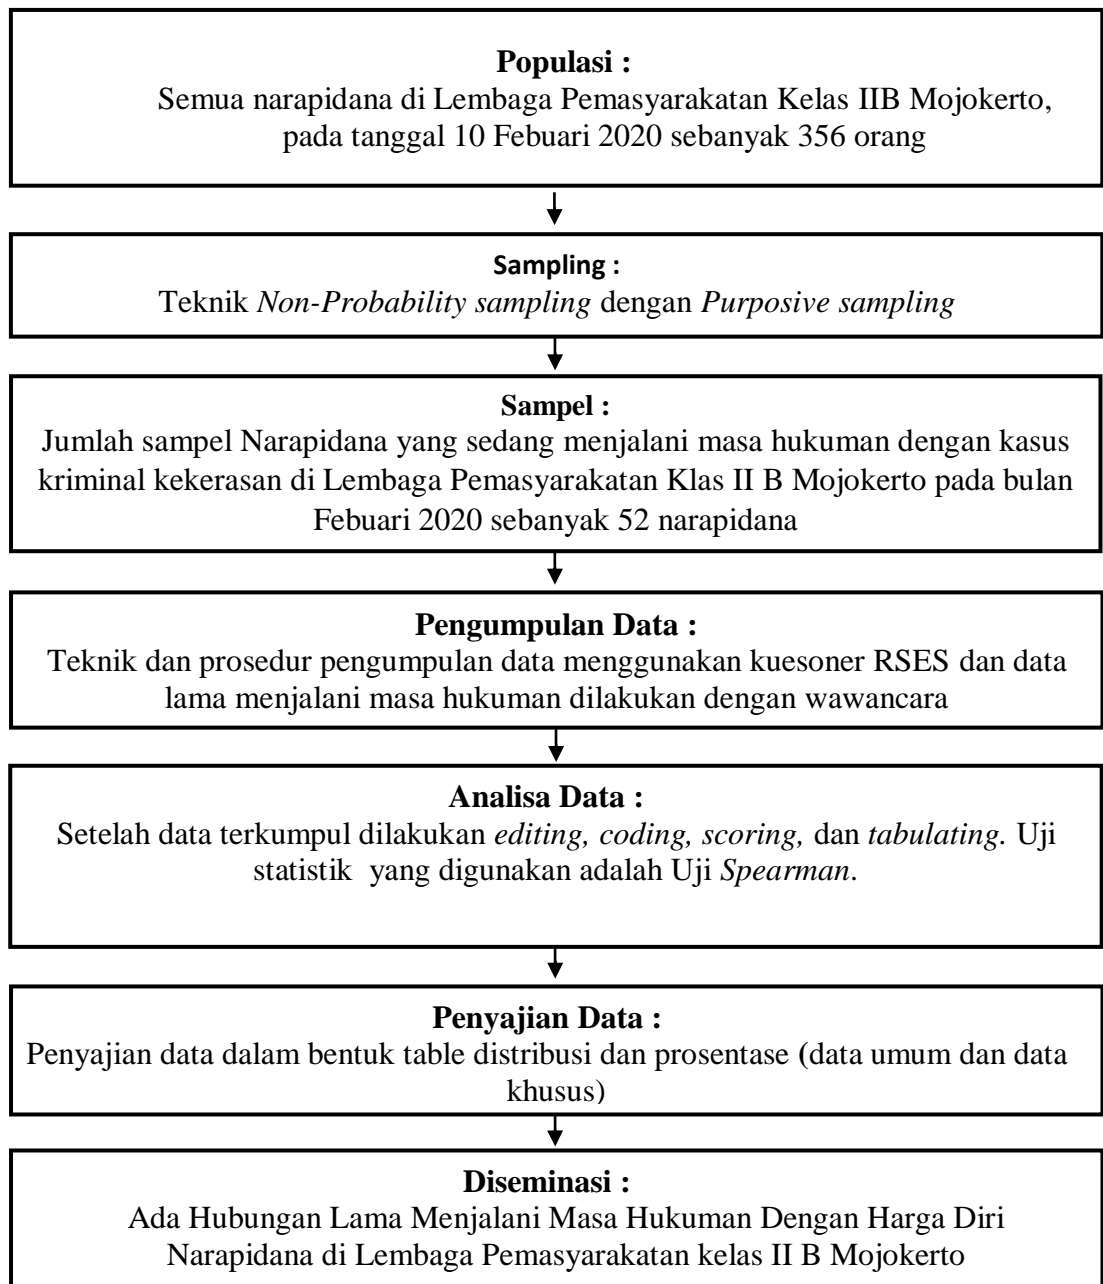 Populasi :
Semua narapidana di Lembaga Pemasyarakatan Kelas IIB Mojokerto,
pada tanggal 10 Febuari 2020 sebanyak 356 orang
Sampling :
Teknik Non-Probability sampling dengan Purposive sampling
Sampel :
Jumlah sampel Narapidana yang sedang menjalani masa hukuman dengan kasus
kriminal kekerasan di Lembaga Pemasyarakatan Klas II B Mojokerto pada bulan
Febuari 2020 sebanyak 52 narapidana
Pengumpulan Data :
Teknik dan prosedur pengumpulan data menggunakan kuesoner RSES dan data
lama menjalani masa hukuman dilakukan dengan wawancara
Analisa Data :
Setelah data terkumpul dilakukan editing, coding, scoring, dan tabulating. Uji
statistik yang digunakan adalah Uji Spearman.
Penyajian Data :
Penyajian data dalam bentuk table distribusi dan prosentase (data umum dan data
khusus)
Diseminasi :
Ada Hubungan Lama Menjalani Masa Hukuman Dengan Harga Diri
Narapidana di Lembaga Pemasyarakatan kelas II B Mojokerto